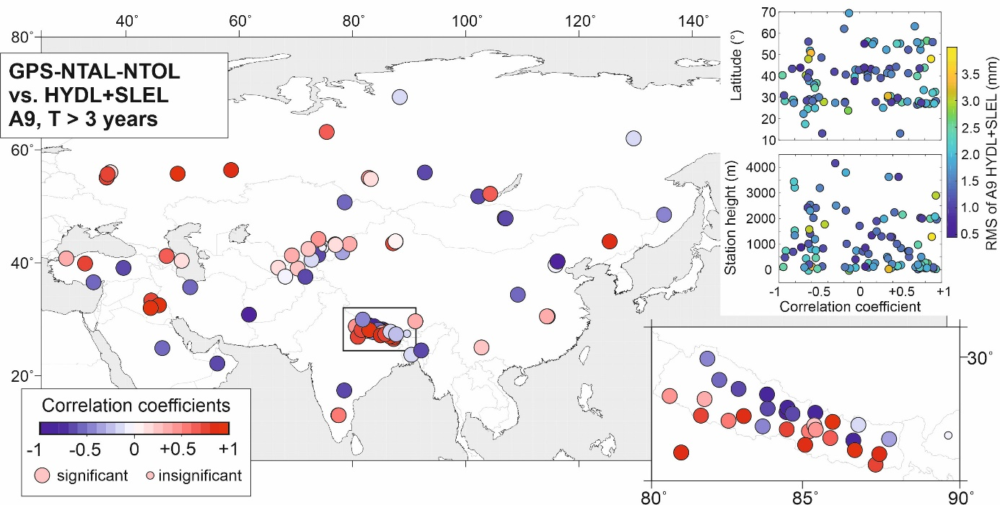 40° 60° 80° 100° 120° 140°
80°
60°
40°
20°
GPS-NTAL-NTOL
vs. HYDL+SLEL
A9, T > 3 years
Correlation coefficients
-1 -0.5 0 +0.5 +1
significant insignificant
80° 100° 120°
Latitude (°)
70
60
50
40
30
20
10
Station height (m)
4000
3000
2000
1000
0
-1 -0.5 0 +0.5 +1
Correlation coefficient
3.5
3.0
2.5
2.0
1.5
1.0
0.5
RMS of A9 HYDL+SLEL (mm)
30°
80° 85° 90°